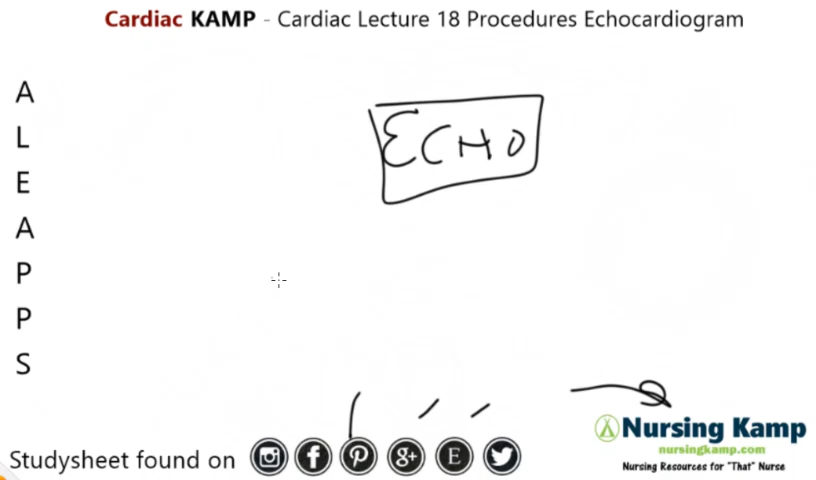 Cardiac KAMP - Cardiac Lecture 18 Procedures Echocardiogram
A
L
E
A
P
P
S
ECHO
Studysheet found on
Nursing Kamp
nursingkamp.com
Nursing Resources for "That" Nurse